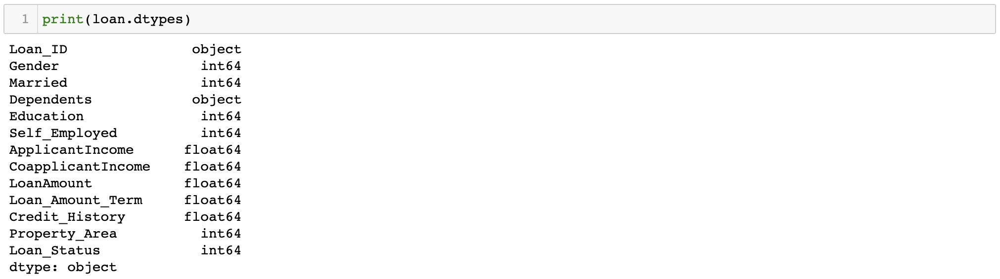 1 print(loan.dtypes)
Loan_ID object
Gender int64
Married int64
Dependents object
Education int64
Self_Employed int64
ApplicantIncome float64
CoapplicantIncome float64
LoanAmount float64
Loan_Amount_Term float64
Credit_History float64
Property_Area int64
Loan_Status int64
dtype: object